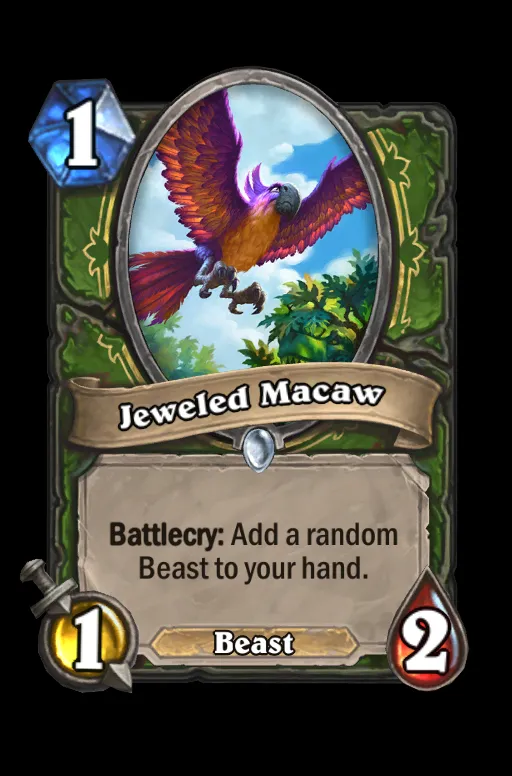 1
Jeweled Macaw
Battlecry: Add a random
Beast to your hand.
1
Beast
2